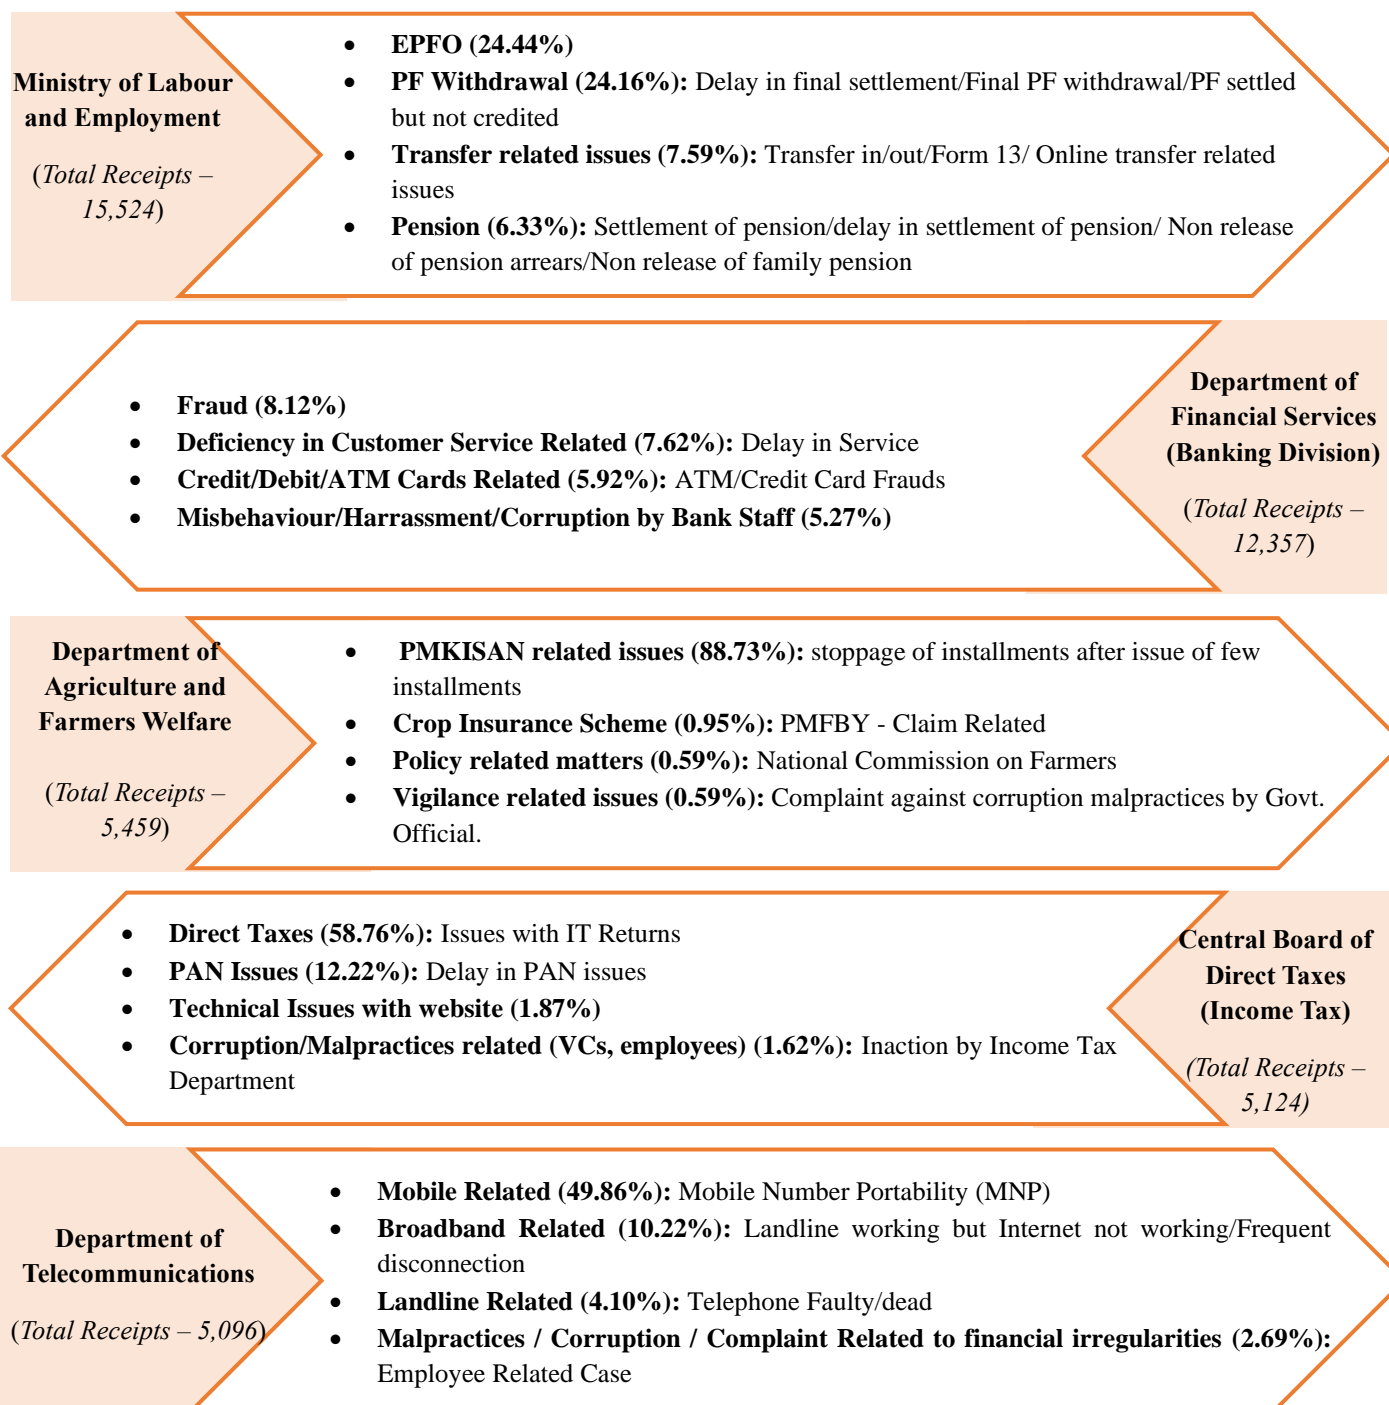 Ministry of Labour
and Employment
(Total Receipts –
15,524)
• EPFO (24.44%)
• PF Withdrawal (24.16%): Delay in final settlement/Final PF withdrawal/PF settled
but not credited
• Transfer related issues (7.59%): Transfer in/out/Form 13/ Online transfer related
issues
• Pension (6.33%): Settlement of pension/delay in settlement of pension/ Non release
of pension arrears/Non release of family pension
• Fraud (8.12%)
• Deficiency in Customer Service Related (7.62%): Delay in Service
• Credit/Debit/ATM Cards Related (5.92%): ATM/Credit Card Frauds
• Misbehaviour/Harrassment/Corruption by Bank Staff (5.27%)
Department of
Financial Services
(Banking Division)
(Total Receipts –
12,357)
Department of
Agriculture and
Farmers Welfare
(Total Receipts –
5,459)
• PMKISAN related issues (88.73%): stoppage of installments after issue of few
installments
• Crop Insurance Scheme (0.95%): PMFBY - Claim Related
• Policy related matters (0.59%): National Commission on Farmers
• Vigilance related issues (0.59%): Complaint against corruption malpractices by Govt.
Official.
• Direct Taxes (58.76%): Issues with IT Returns
• PAN Issues (12.22%): Delay in PAN issues
• Technical Issues with website (1.87%)
• Corruption/Malpractices related (VCs, employees) (1.62%): Inaction by Income Tax
Department
Central Board of
Direct Taxes
(Income Tax)
(Total Receipts –
5,124)
Department of
Telecommunications
(Total Receipts – 5,096)
• Mobile Related (49.86%): Mobile Number Portability (MNP)
• Broadband Related (10.22%): Landline working but Internet not working/Frequent
disconnection
• Landline Related (4.10%): Telephone Faulty/dead
• Malpractices / Corruption / Complaint Related to financial irregularities (2.69%):
Employee Related Case